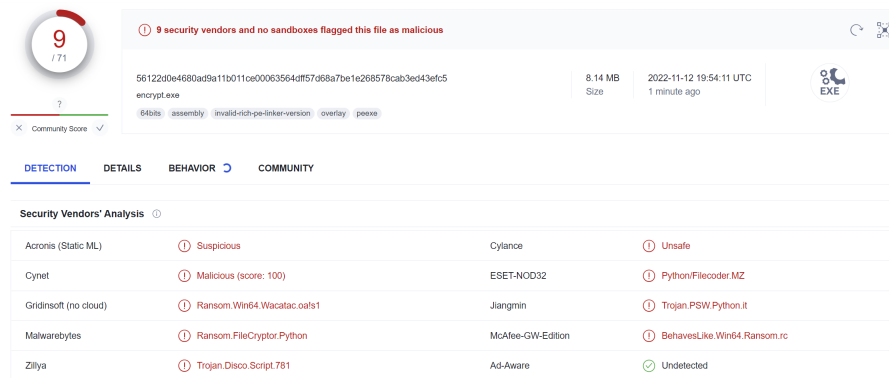 9
/ 71
?
Community Score
9 security vendors and no sandboxes flagged this file as malicious
56122d0e4680ad9a11b011ce00063564dff57d68a7be1e268578cab3ed43efc5
encrypt.exe
64bits assembly invalid-rich-pe-linker-version overlay peexe
8.14 MB
Size
2022-11-12 19:54:11 UTC
1 minute ago
EXE
DETECTION DETAILS BEHAVIOR COMMUNITY
Security Vendors' Analysis
Acronis (Static ML) Suspicious Cylance Unsafe
Cynet Malicious (score: 100) ESET-NOD32 Python/Filecoder.MZ
Gridinsoft (no cloud) Ransom.Win64.Wacatac.oa!s1 Jiangmin Trojan.PSW.Python.it
Malwarebytes Ransom.FileCryptor.Python McAfee-GW-Edition BehavesLike.Win64.Ransom.rc
Zillya Trojan.Disco.Script.781 Ad-Aware Undetected